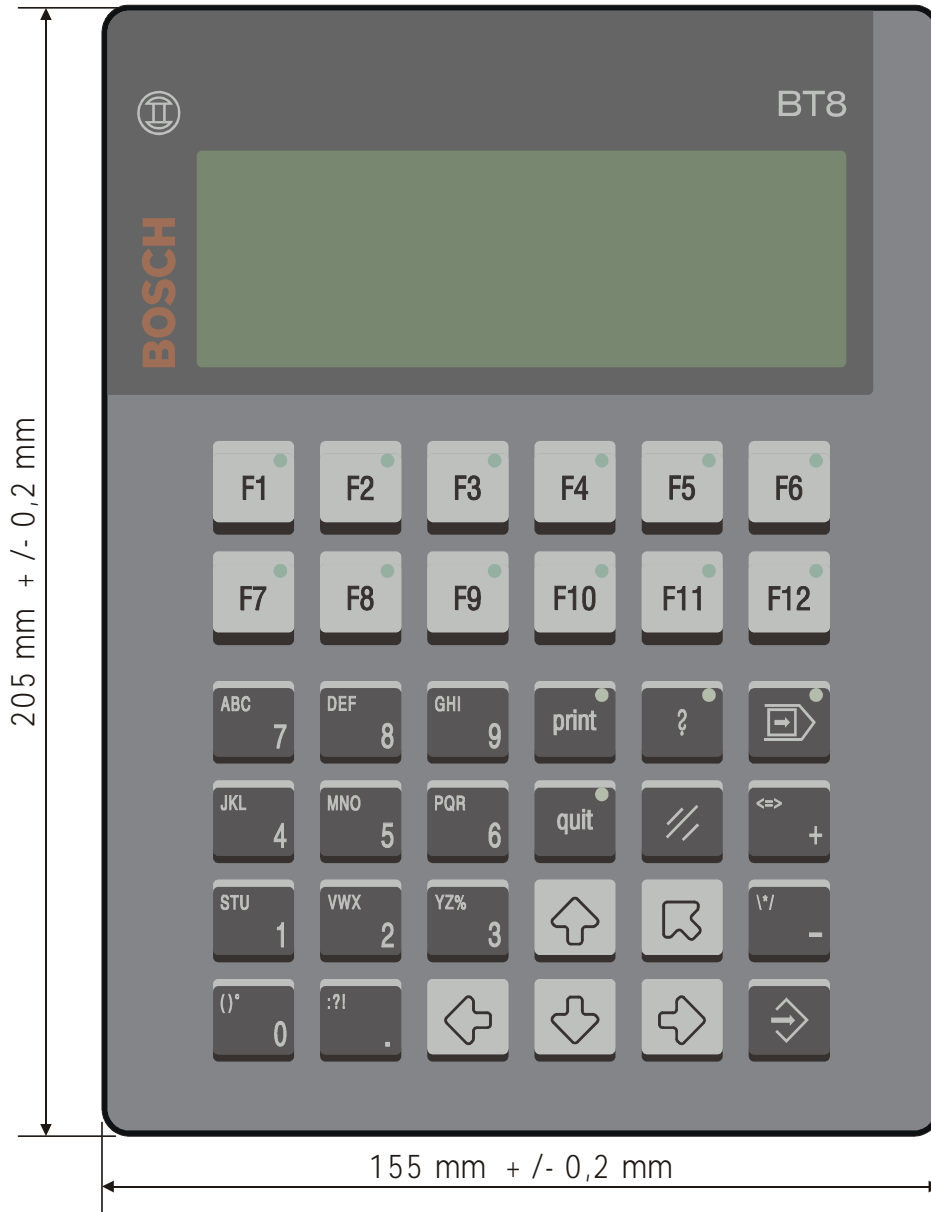 BT8
BOSCH
205 mm + /- 0,2 mm
F1 F2 F3 F4 F5 F6
F7 F8 F9 F10 F11 F12
ABC 7 DEF 8 GHI 9 print ?
JKL 4 MNO 5 PQR 6 quit <=> +
STU 1 VWX 2 YZ% 3 \*/ -
()° 0 :?! .
155 mm + /- 0,2 mm